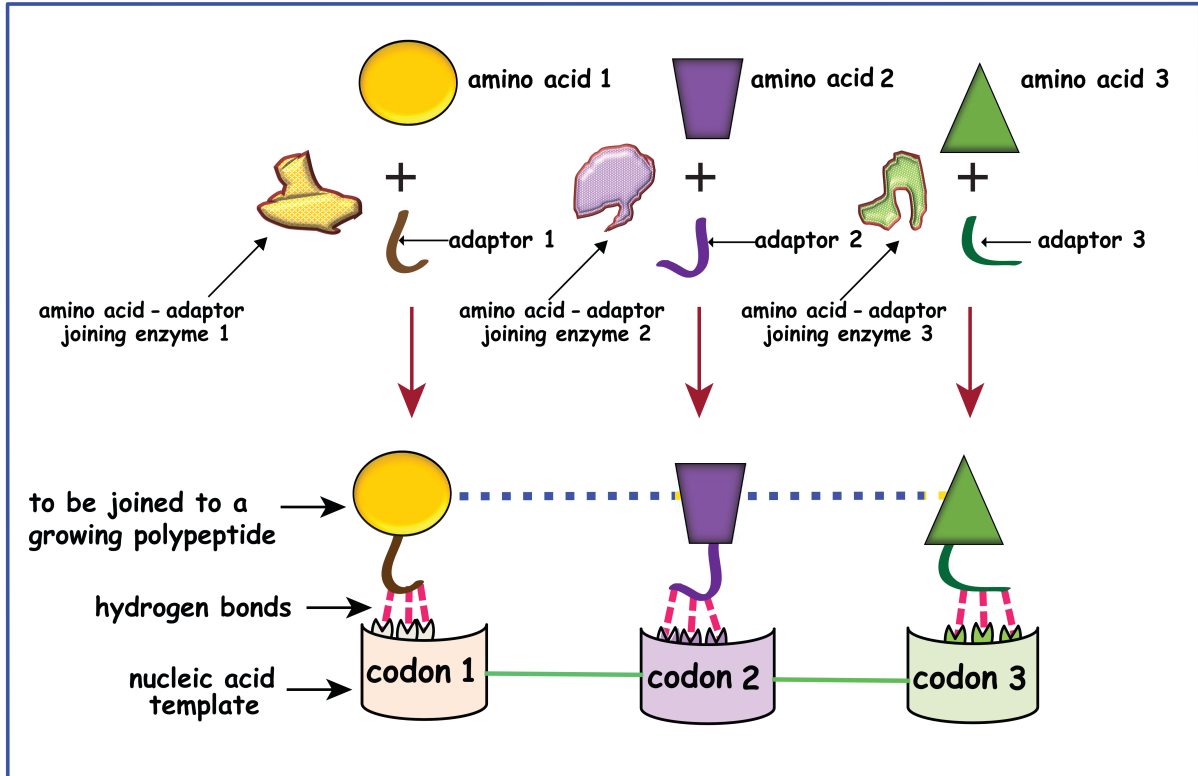 amino acid 1
amino acid 2
amino acid 3
adaptor 1
adaptor 2
adaptor 3
amino acid - adaptor
joining enzyme 1
amino acid - adaptor
joining enzyme 2
amino acid - adaptor
joining enzyme 3
to be joined to a
growing polypeptide
hydrogen bonds
nucleic acid
template
codon 1
codon 2
codon 3